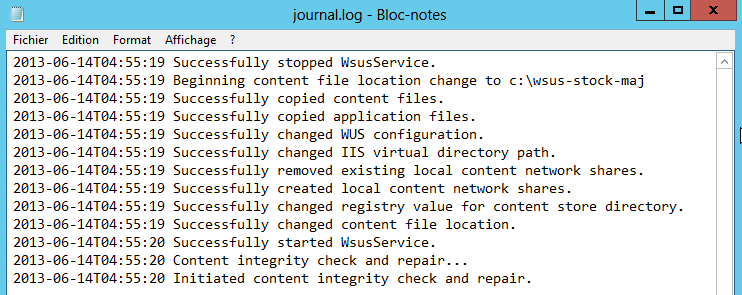 journal.log - Bloc-notes
Fichier Edition Format Affichage ?
2013-06-14T04:55:19 Successfully stopped WsusService.
2013-06-14T04:55:19 Beginning content file location change to c:\wsus-stock-maj
2013-06-14T04:55:19 Successfully copied content files.
2013-06-14T04:55:19 Successfully copied application files.
2013-06-14T04:55:19 Successfully changed WUS configuration.
2013-06-14T04:55:19 Successfully changed IIS virtual directory path.
2013-06-14T04:55:19 Successfully removed existing local content network shares.
2013-06-14T04:55:19 Successfully created local content network shares.
2013-06-14T04:55:19 Successfully changed registry value for content store directory.
2013-06-14T04:55:19 Successfully changed content file location.
2013-06-14T04:55:20 Successfully started WsusService.
2013-06-14T04:55:20 Content integrity check and repair...
2013-06-14T04:55:20 Initiated content integrity check and repair.